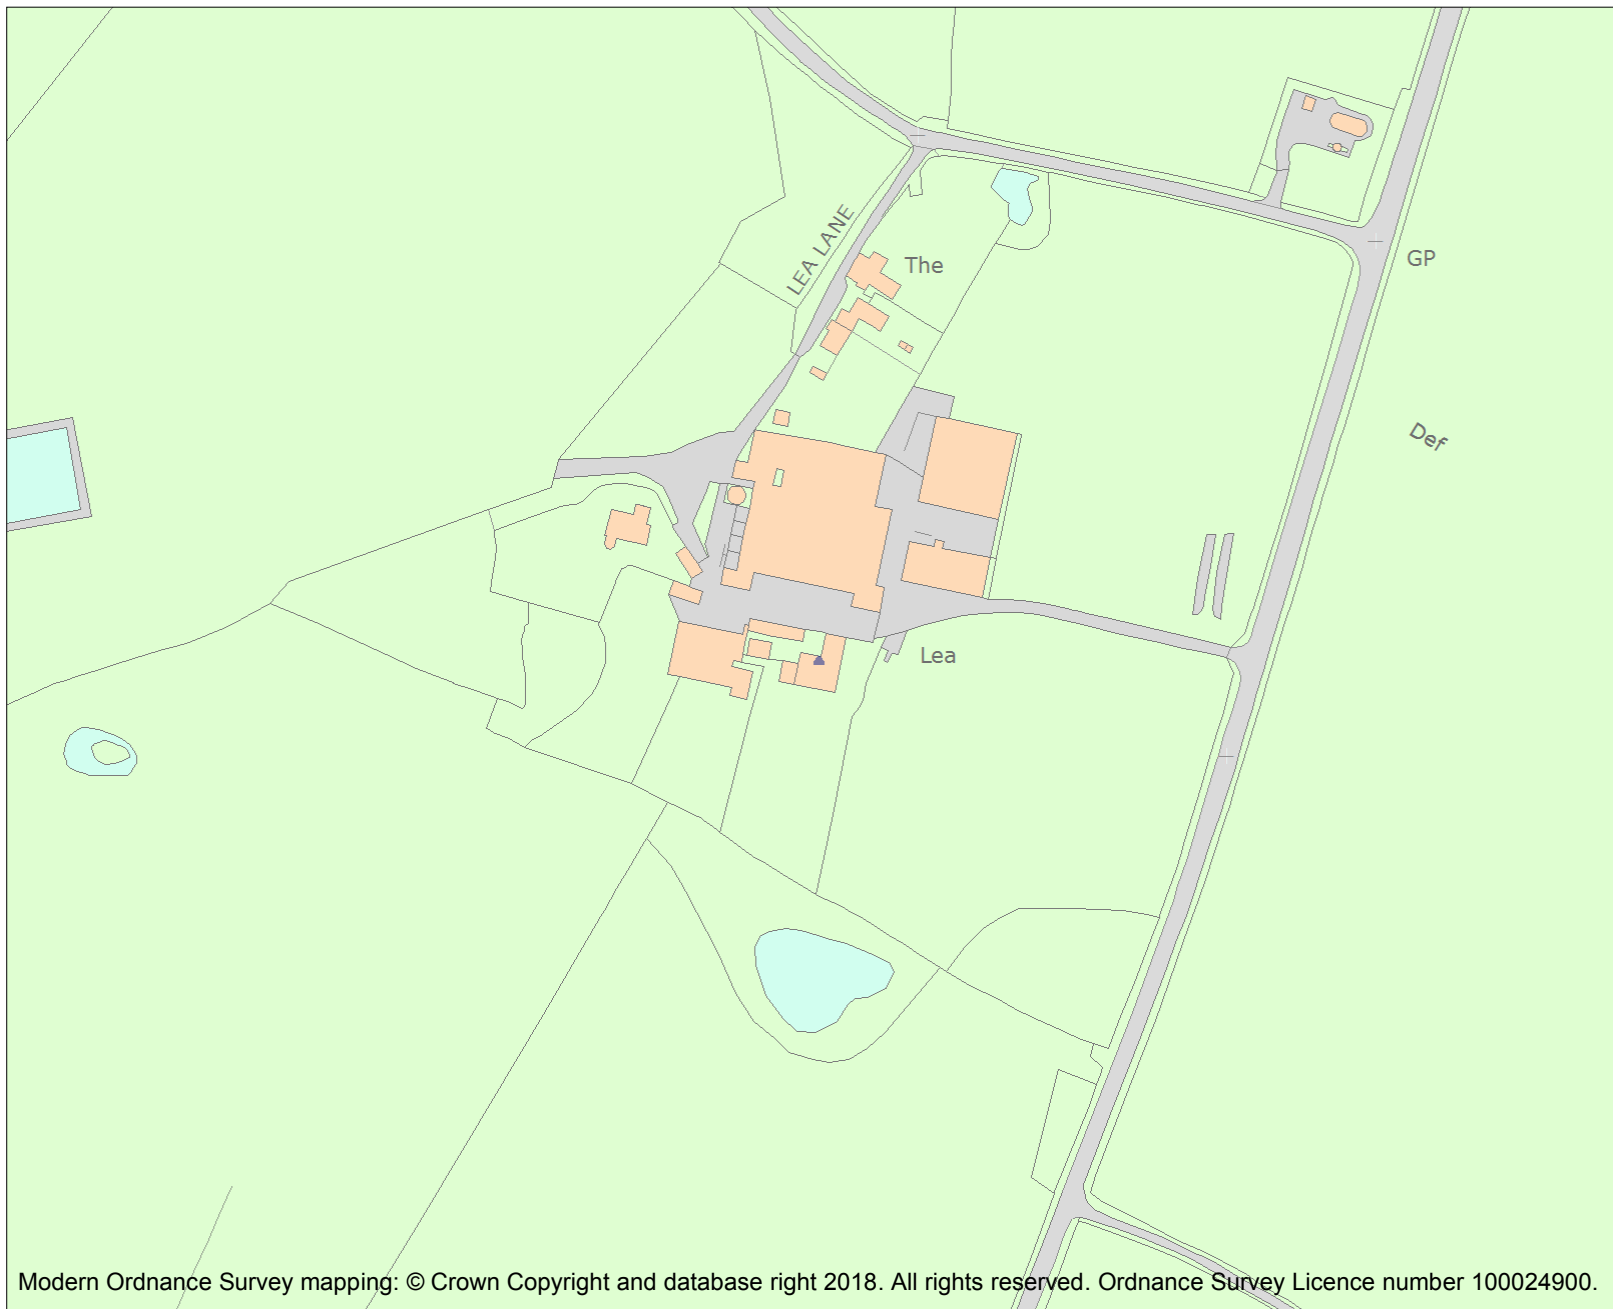 LEA LANE
The
GP
Def
Lea
Modern Ordnance Survey mapping: © Crown Copyright and database right 2018. All rights reserved. Ordnance Survey Licence number 100024900.